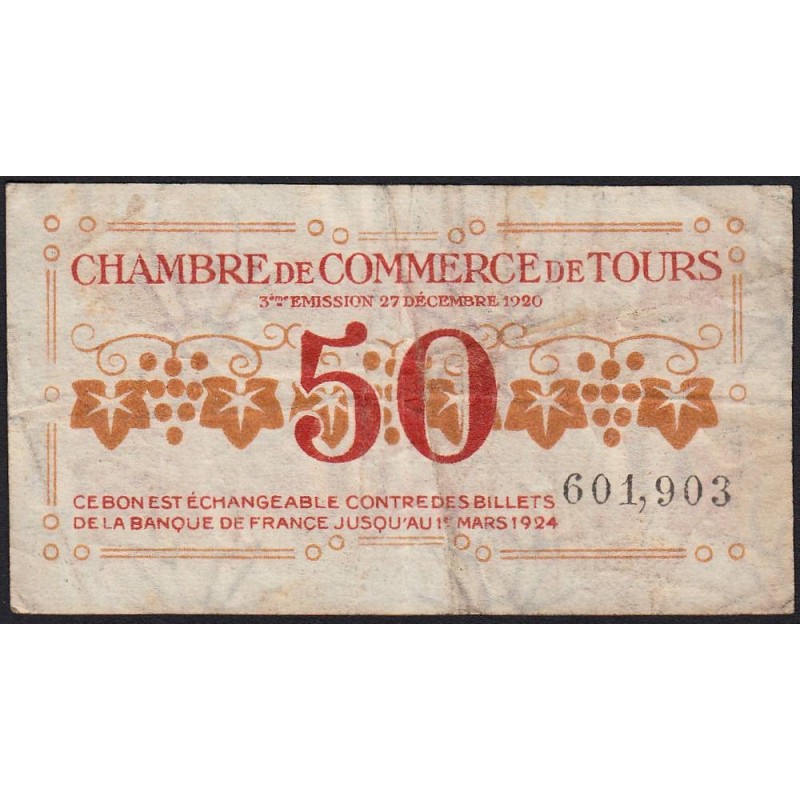 CHAMBRE DE COMMERCE DE TOURS
3ème EMISSION 27 DÉCEMBRE 1920
50
CE BON EST ÉCHANGEABLE CONTRE DES BILLETS
DE LA BANQUE DE FRANCE JUSQU'AU 1er MARS 1924
601,903